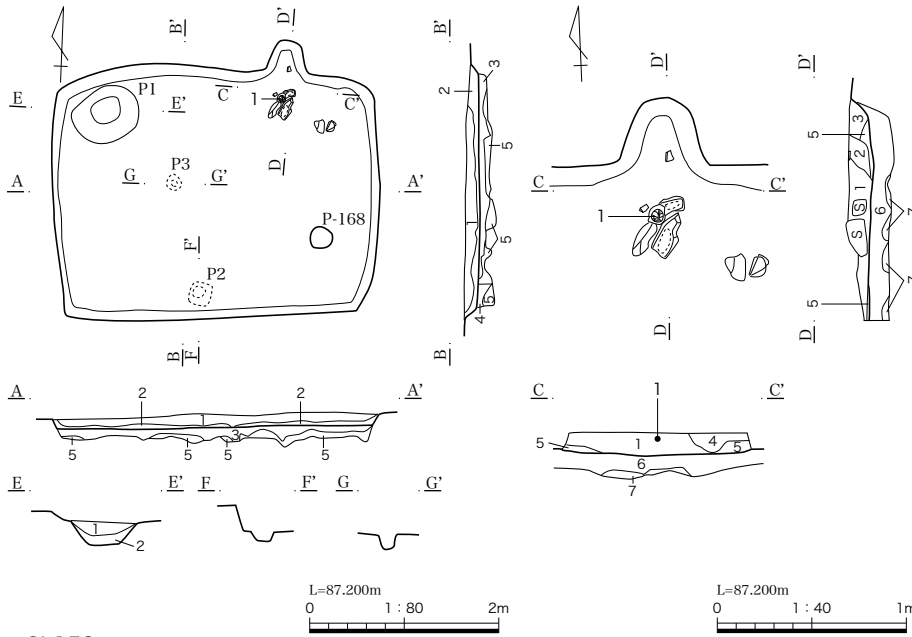 B' D'
E P1 E' C 1 C'
A G P3 G' A'
P-168
F'
P2
D
B F
B'
3
2
5
1
5
5
4
B
D'
C C'
1
D
D'
3
5
2
1
S
6
7
S
7
5
D
A A'
2 1 2
3
5 5 5 5
C C'
1
5 1 4 5
6
7
E E' F F' G G'
1
2
L=87.200m
0 1：80 2m
L=87.200m
0 1：40 1m